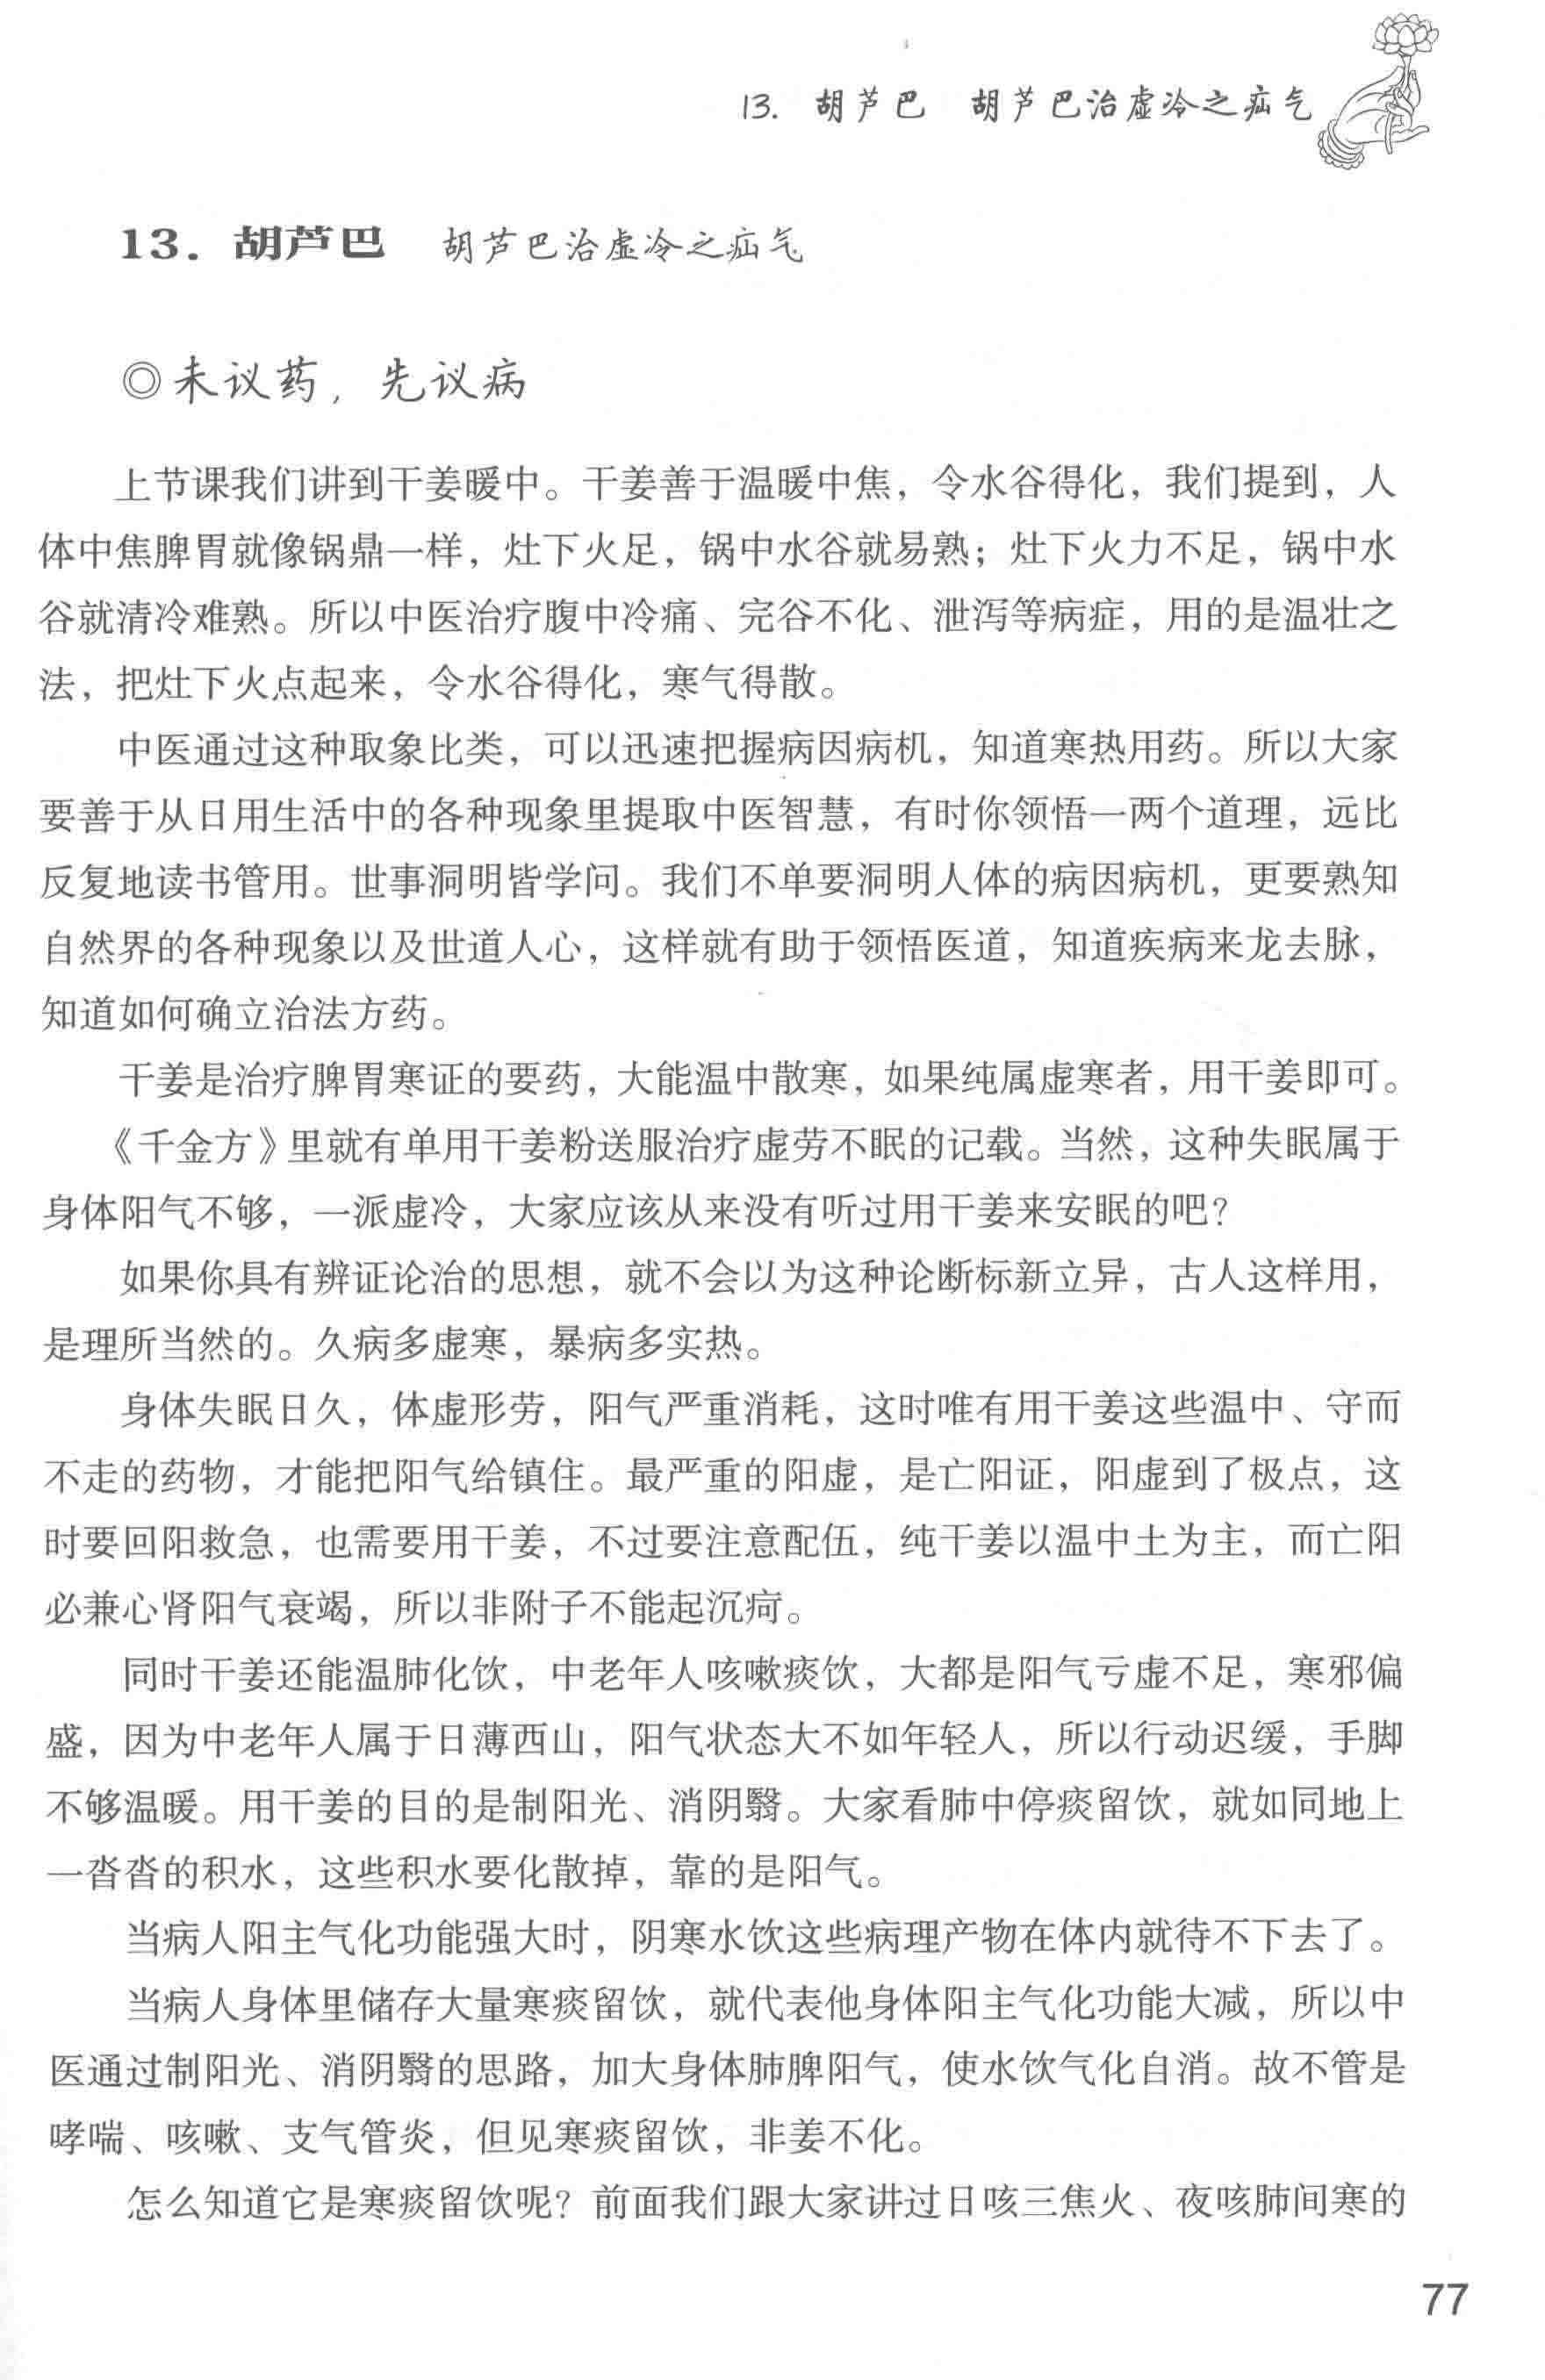 13. 胡芦巴 胡芦巴治虚冷之疝气
13. 胡芦巴 胡芦巴治虚冷之疝气
◎未议药，先议病
上节课我们讲到干姜暖中。干姜善于温暖中焦，令水谷得化，我们提到，人
体中焦脾胃就像锅鼎一样，灶下火足，锅中水谷就易熟；灶下火力不足，锅中水
谷就清冷难熟。所以中医治疗腹中冷痛、完谷不化、泄泻等病症，用的是温壮之
法，把灶下火点起来，令水谷得化，寒气得散。
中医通过这种取象比类，可以迅速把握病因病机，知道寒热用药。所以大家
要善于从日用生活中的各种现象里提取中医智慧，有时你领悟一两个道理，远比
反复地读书管用。世事洞明皆学问。我们不单要洞明人体的病因病机，更要熟知
自然界的各种现象以及世道人心，这样就有助于领悟医道，知道疾病来龙去脉，
知道如何确立治法方药。
干姜是治疗脾胃寒证的要药，大能温中散寒，如果纯属虚寒者，用干姜即可。
《千金方》里就有单用干姜粉送服治疗虚劳不眠的记载。当然，这种失眠属于
身体阳气不够，一派虚冷，大家应该从来没有听过用干姜来安眠的吧？
如果你具有辨证论治的思想，就不会以为这种论断标新立异，古人这样用，
是理所当然的。久病多虚寒，暴病多实热。
身体失眠日久，体虚形劳，阳气严重消耗，这时唯有用干姜这些温中、守而
不走的药物，才能把阳气给镇住。最严重的阳虚，是亡阳证，阳虚到了极点，这
时要回阳救急，也需要用干姜，不过要注意配伍，纯干姜以温中土为主，而亡阳
必兼心肾阳气衰竭，所以非附子不能起沉疴。
同时干姜还能温肺化饮，中老年人咳嗽痰饮，大都是阳气亏虚不足，寒邪偏
盛，因为中老年人属于日薄西山，阳气状态大不如年轻人，所以行动迟缓，手脚
不够温暖。用干姜的目的是制阳光、消阴翳。大家看肺中停痰留饮，就如同地上
一沓沓的积水，这些积水要化散掉，靠的是阳气。
当病人阳主气化功能强大时，阴寒水饮这些病理产物在体内就待不下去了。
当病人身体里储存大量寒痰留饮，就代表他身体阳主气化功能大减，所以中
医通过制阳光、消阴翳的思路，加大身体肺脾阳气，使水饮气化自消。故不管是
哮喘、咳嗽、支气管炎，但见寒痰留饮，非姜不化。
怎么知道它是寒痰留饮呢？前面我们跟大家讲过日咳三焦火、夜咳肺间寒的
77